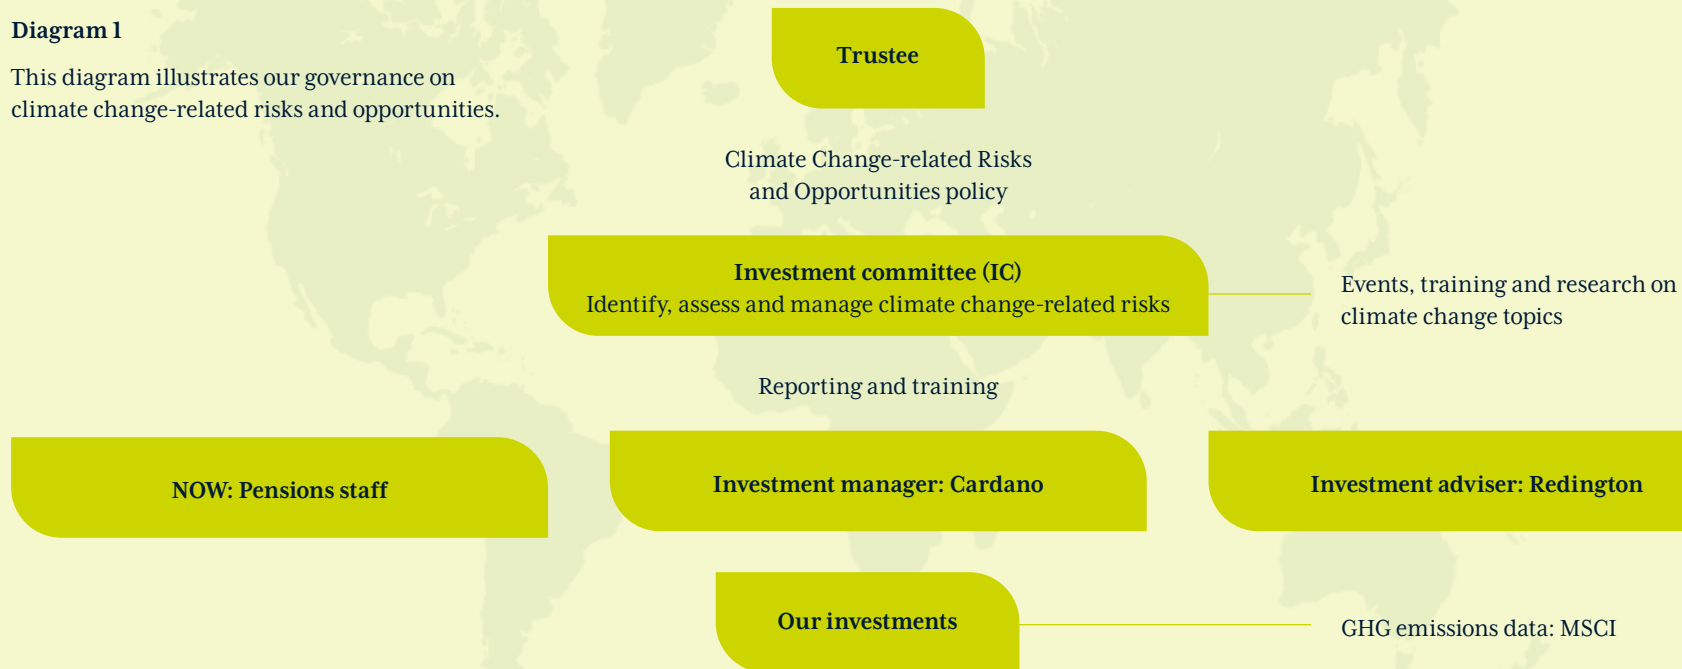 Diagram 1
This diagram illustrates our governance on
climate change-related risks and opportunities.
Trustee
Climate Change-related Risks
and Opportunities policy
Investment committee (IC)
Identify, assess and manage climate change-related risks
Events, training and research on
climate change topics
Reporting and training
NOW: Pensions staff
Investment manager: Cardano
Investment adviser: Redington
Our investments
GHG emissions data: MSCI